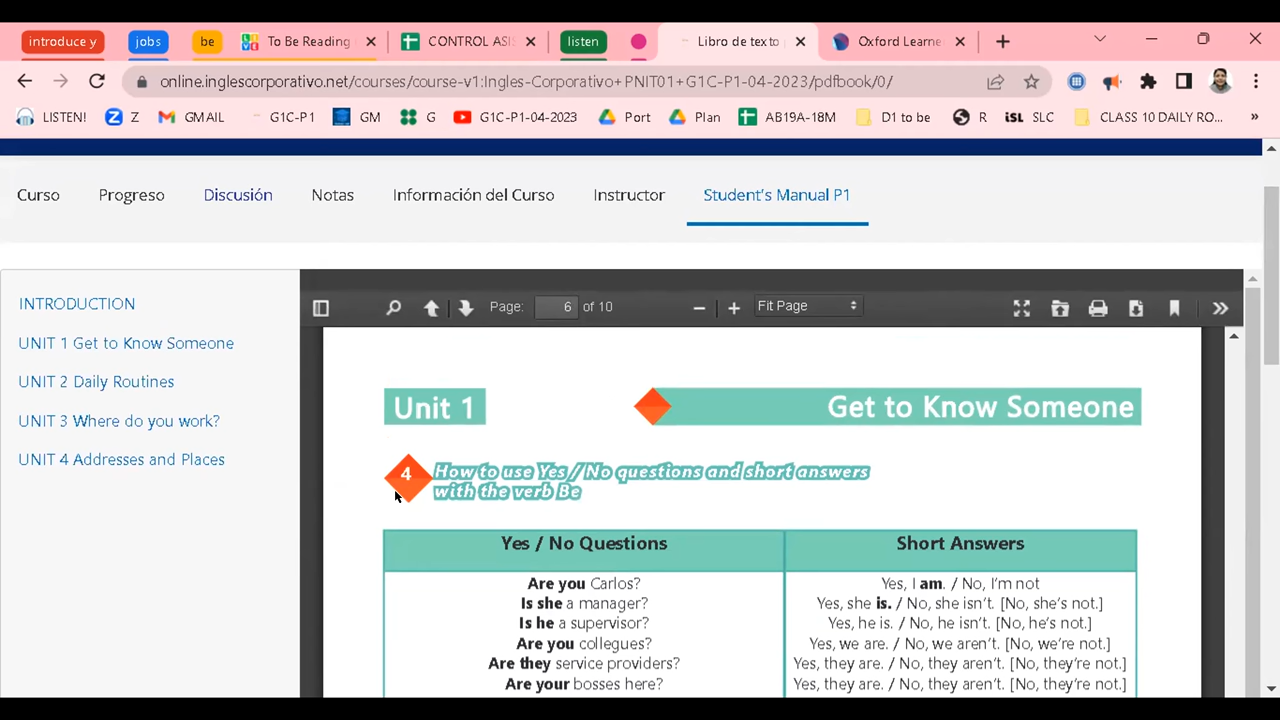 introduce y jobs be To Be Reading CONTROL ASIS listen Libro de texto Oxford Learne
online.inglescorporativo.net/courses/course-v1:Ingles-Corporativo+PNIT01+G1C-P1-04-2023/pdfbook/0/
LISTEN! Z GMAIL G1C-P1 GM G G1C-P1-04-2023 Port Plan AB19A-18M D1 to be R iSL SLC CLASS 10 DAILY RO... »
Curso Progreso Discusión Notas Información del Curso Instructor Student's Manual P1
INTRODUCTION
UNIT 1 Get to Know Someone
UNIT 2 Daily Routines
UNIT 3 Where do you work?
UNIT 4 Addresses and Places
Page: 6 of 10 Fit Page
Unit 1 Get to Know Someone
4 How to use Yes / No questions and short answers
with the verb Be
Yes / No Questions Short Answers
Are you Carlos? Yes, I am. / No, I'm not
Is she a manager? Yes, she is. / No, she isn't. [No, she's not.]
Is he a supervisor? Yes, he is. / No, he isn't. [No, he's not.]
Are you collegues? Yes, we are. / No, we aren't. [No, we're not.]
Are they service providers? Yes, they are. / No, they aren't. [No, they're not.]
Are your bosses here? Yes, they are. / No, they aren't. [No, they're not.]